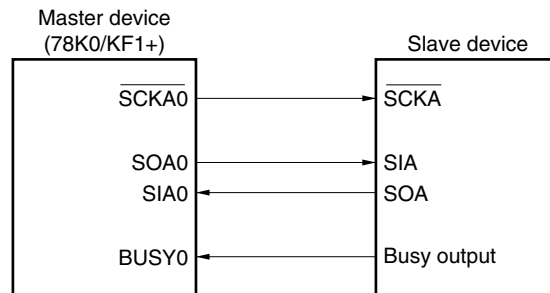 Master device
(78K0/KF1+)
Slave device
SCKA0
SCKA
SOA0
SIA
SIA0
SOA
BUSY0
Busy output